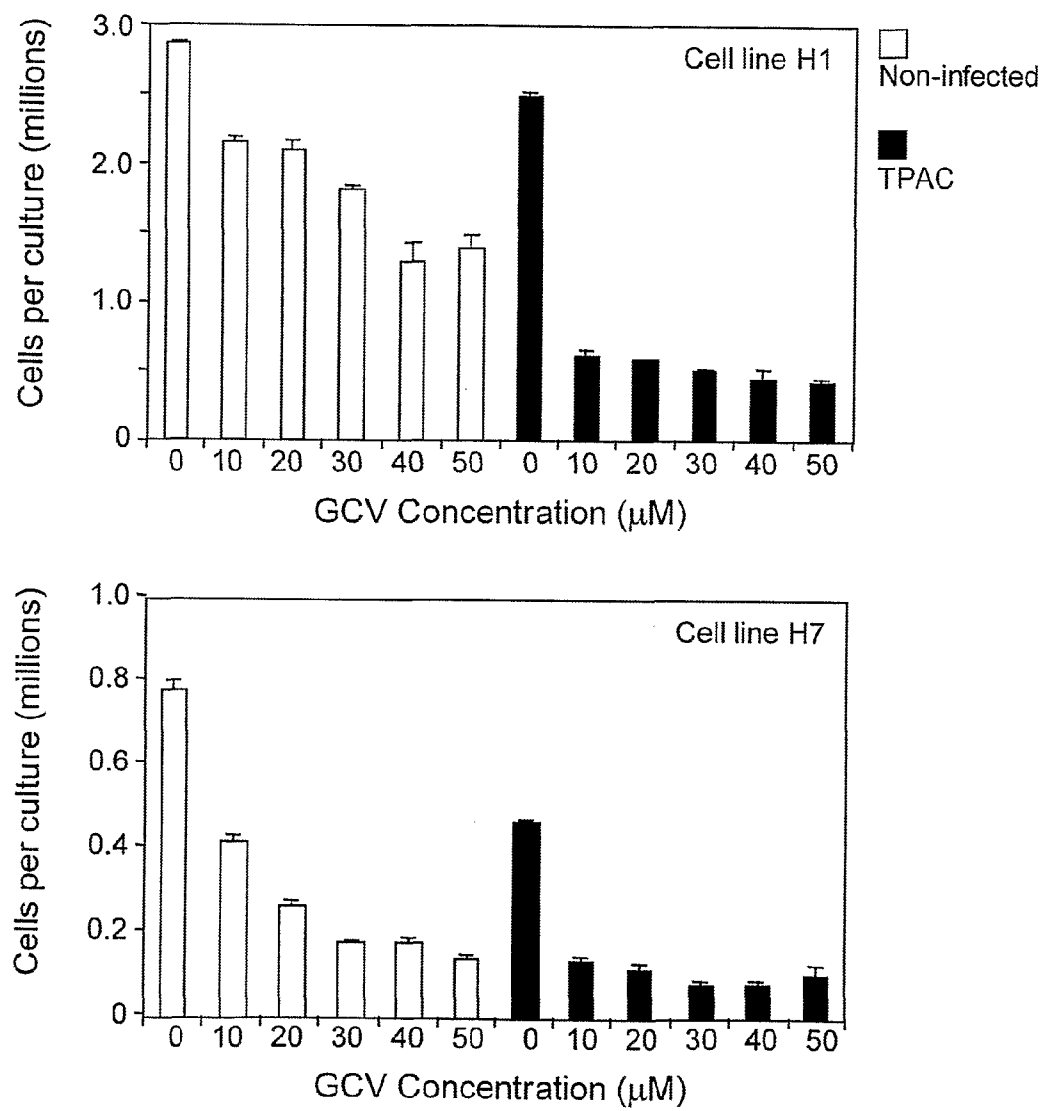 Cells per culture (millions)
3.0
2.0
1.0
0
Cell line H1
Non-infected
TPAC
0 10 20 30 40 50 0 10 20 30 40 50
GCV Concentration (μM)
Cells per culture (millions)
1.0
0.8
0.6
0.4
0.2
0
Cell line H7
0 10 20 30 40 50 0 10 20 30 40 50
GCV Concentration (μM)